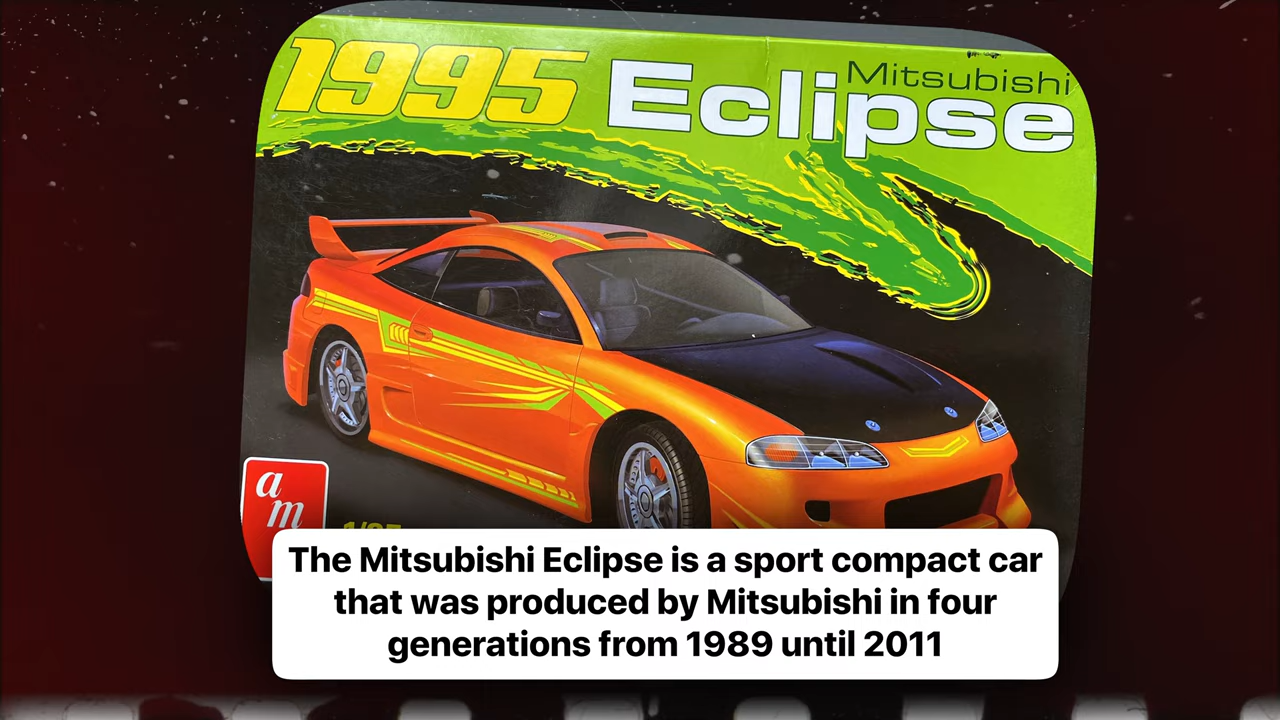 1995
Mitsubishi
Eclipse
a
m
The Mitsubishi Eclipse is a sport compact car
that was produced by Mitsubishi in four
generations from 1989 until 2011